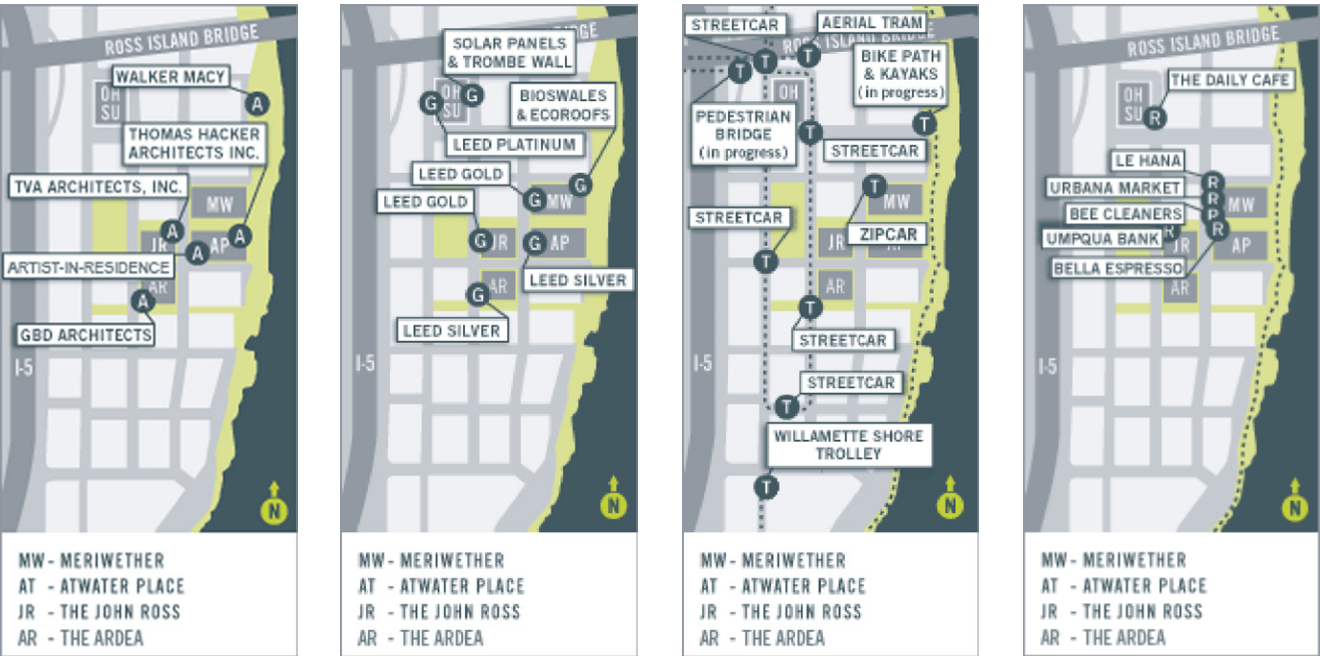 ROSS ISLAND BRIDGE
WALKER MACY
A
OH
SU
THOMAS HACKER
ARCHITECTS INC.
TVA ARCHITECTS, INC.
MW
A
JR
A
A
AP
ARTIST-IN-RESIDENCE
AR
A
GBD ARCHITECTS
I-5
N
MW - MERIWETHER
AT - ATWATER PLACE
JR - THE JOHN ROSS
AR - THE ARDEA
SOLAR PANELS
& TROMBE WALL
BIOSWALES
& ECOROOFS
G
G
OH
SU
LEED PLATINUM
LEED GOLD
G
G
MW
LEED GOLD
G
JR
G
AP
LEED SILVER
G
AR
LEED SILVER
I-5
N
MW - MERIWETHER
AT - ATWATER PLACE
JR - THE JOHN ROSS
AR - THE ARDEA
STREETCAR
AERIAL TRAM
ROSS ISLAND BRIDGE
T
T
T
BIKE PATH
& KAYAKS
(in progress)
OH
PEDESTRIAN
BRIDGE
(in progress)
T
T
STREETCAR
T
MW
STREETCAR
JR
ZIPCAR
T
AR
T
STREETCAR
I-5
STREETCAR
T
WILLAMETTE SHORE
TROLLEY
T
N
MW - MERIWETHER
AT - ATWATER PLACE
JR - THE JOHN ROSS
AR - THE ARDEA
ROSS ISLAND BRIDGE
THE DAILY CAFE
OH
SU
R
LE HANA
R
URBANA MARKET
R
MW
BEE CLEANERS
R
UMPQUA BANK
R
R
JR
AP
BELLA ESPRESSO
AR
I-5
N
MW - MERIWETHER
AT - ATWATER PLACE
JR - THE JOHN ROSS
AR - THE ARDEA